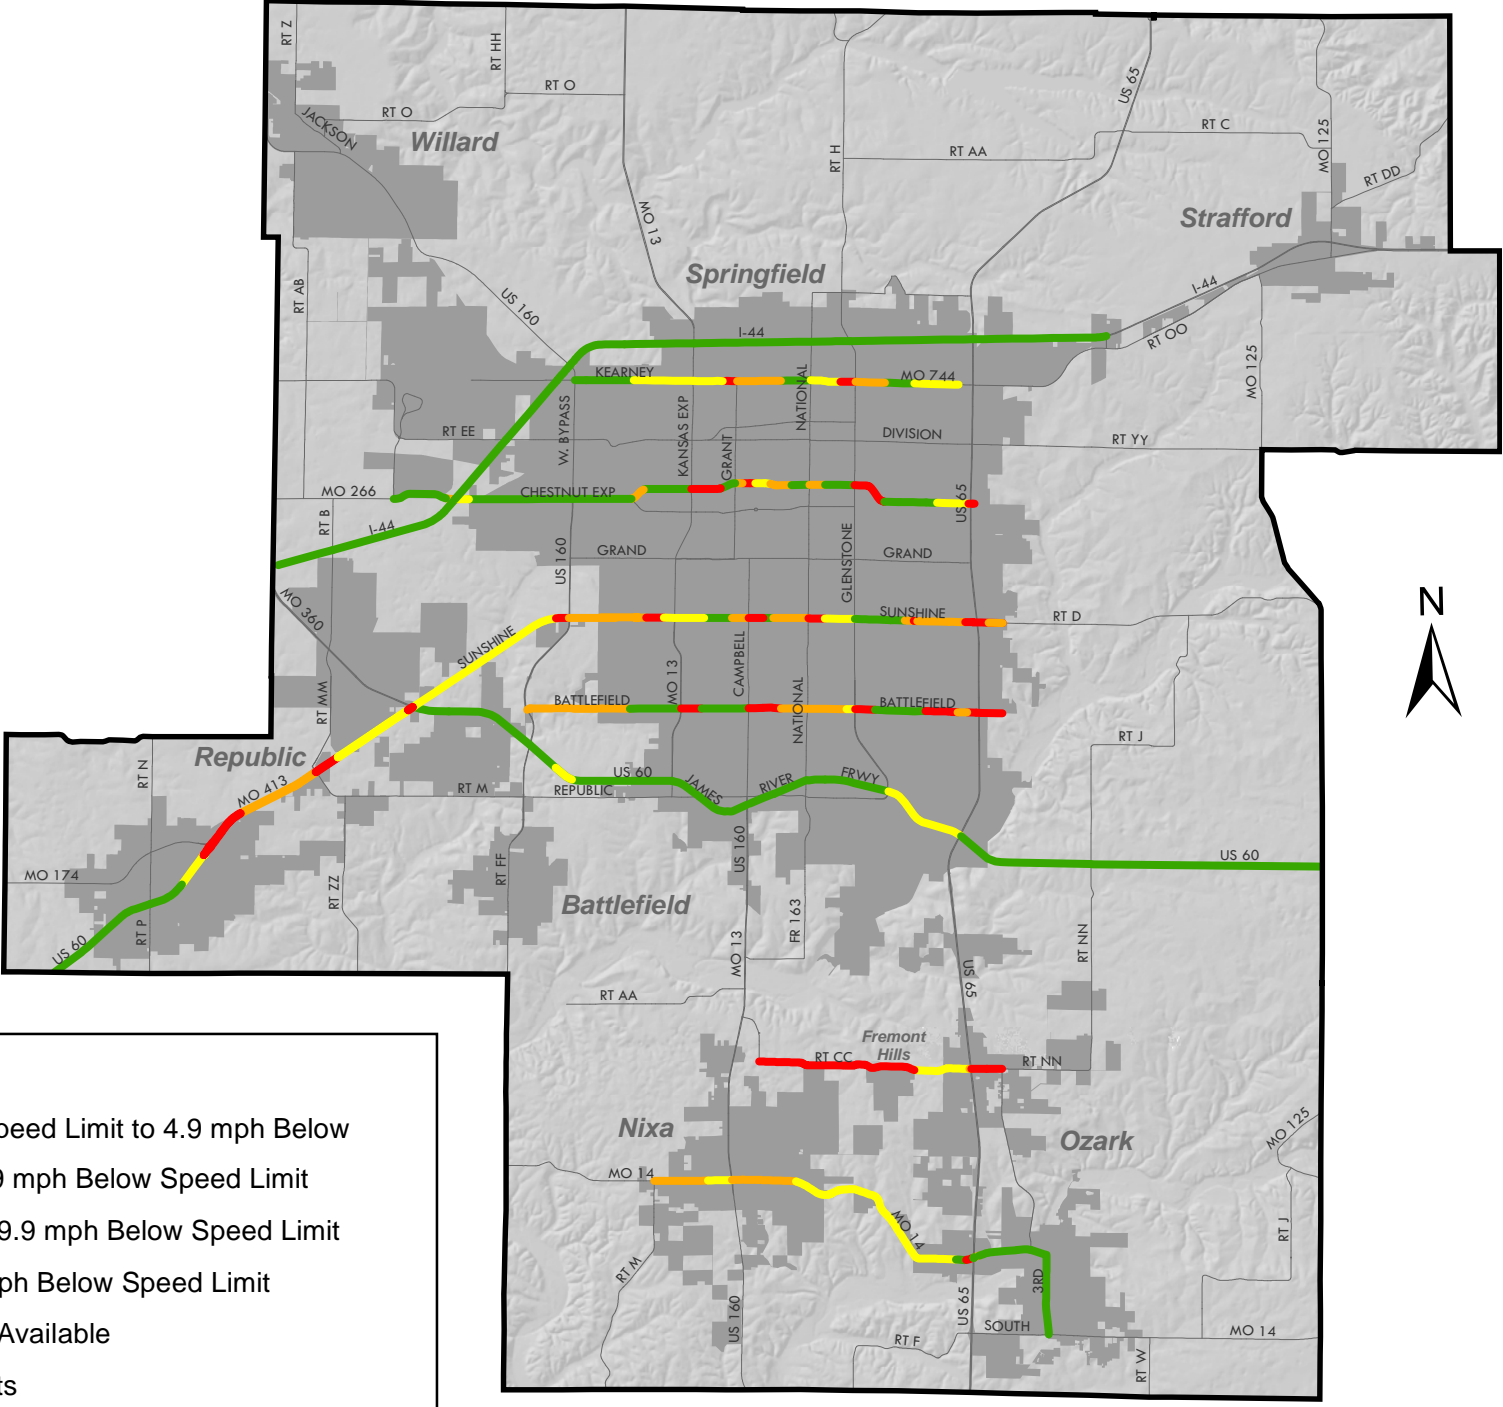 RT Z
RT HH
RT O
RT O
JACKSON
Willard
US 65
RT C
MO 125
RT H
RT AA
RT DD
MO 13
Strafford
Springfield
RT AB
US 160
I-44
I-44
RT OO
KEARNEY
NATIONAL
MO 744
MO 125
W. BYPASS
KANSAS EXP
GRANT
RT EE
DIVISION
RT YY
MO 266
CHESTNUT EXP
US 65
RT B
I-44
US 160
GRAND
GLENSTONE
GRAND
MO 360
SUNSHINE
RT D
SUNSHINE
MO 13
CAMPBELL
RT MM
BATTLEFIELD
NATIONAL
BATTLEFIELD
N
RT J
Republic
RT N
MO 413
RT M
US 60
REPUBLIC
JAMES
RIVER
FRWY
US 160
US 60
MO 174
RT ZZ
RT FF
Battlefield
RT P
FR 163
US 60
MO 13
RT NN
US 65
RT AA
Fremont
Hills
RT CC
RT NN
Nixa
Ozark
MO 125
MO 14
MO 14
RT J
RT M
3RD
US 160
US 65
SOUTH
RT F
MO 14
RT W
peed Limit to 4.9 mph Below
9 mph Below Speed Limit
9.9 mph Below Speed Limit
ph Below Speed Limit
Available
ts